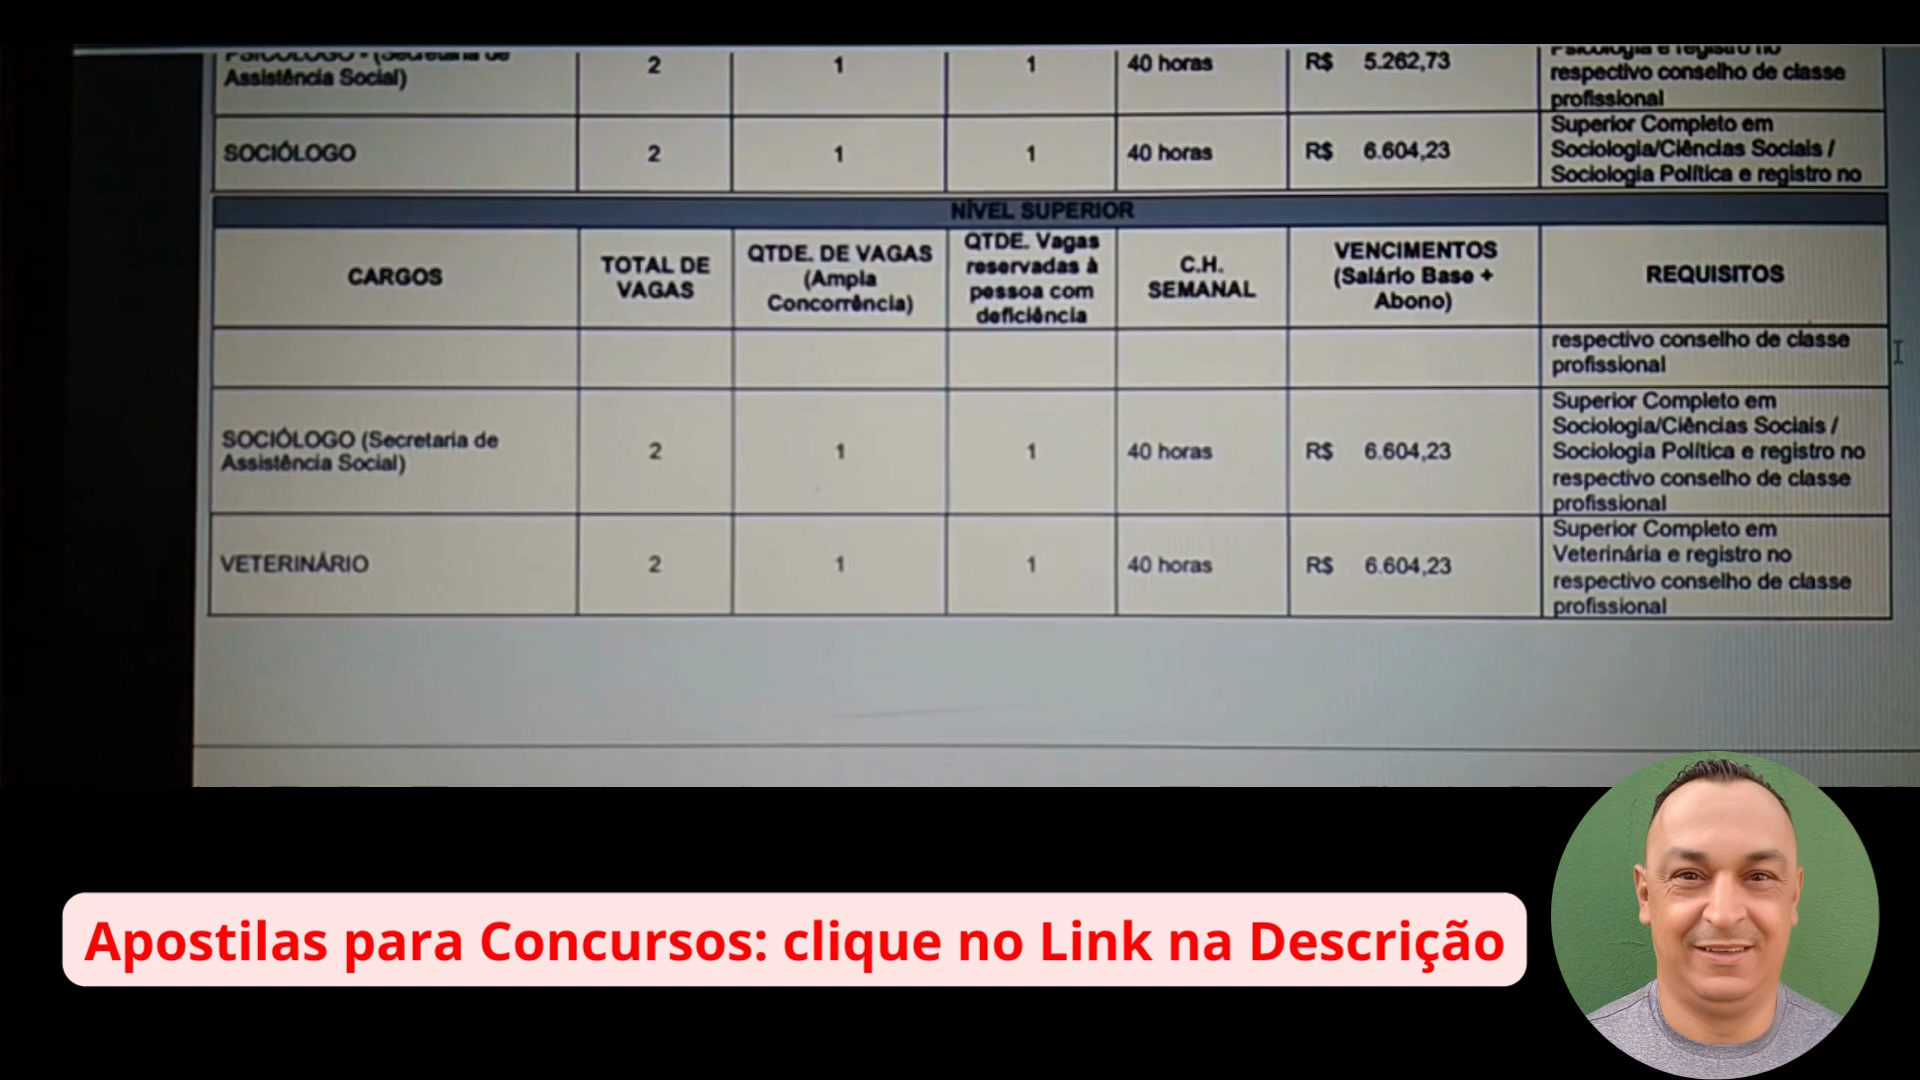 PSICÓLOGO - (Secretaria de
Assistência Social)
2
1
1
40 horas
R$ 5.262,73
Psicologia e registro no
respectivo conselho de classe
profissional
SOCIÓLOGO
2
1
1
40 horas
R$ 6.604,23
Superior Completo em
Sociologia/Ciências Sociais /
Sociologia Política e registro no
NÍVEL SUPERIOR
CARGOS
TOTAL DE
VAGAS
QTDE. DE VAGAS
(Ampla
Concorrência)
QTDE. Vagas
reservadas à
pessoa com
deficiência
C.H.
SEMANAL
VENCIMENTOS
(Salário Base +
Abono)
REQUISITOS
respectivo conselho de classe
profissional
SOCIÓLOGO (Secretaria de
Assistência Social)
2
1
1
40 horas
R$ 6.604,23
Superior Completo em
Sociologia/Ciências Sociais /
Sociologia Política e registro no
respectivo conselho de classe
profissional
VETERINÁRIO
2
1
1
40 horas
R$ 6.604,23
Superior Completo em
Veterinária e registro no
respectivo conselho de classe
profissional
Apostilas para Concursos: clique no Link na Descrição